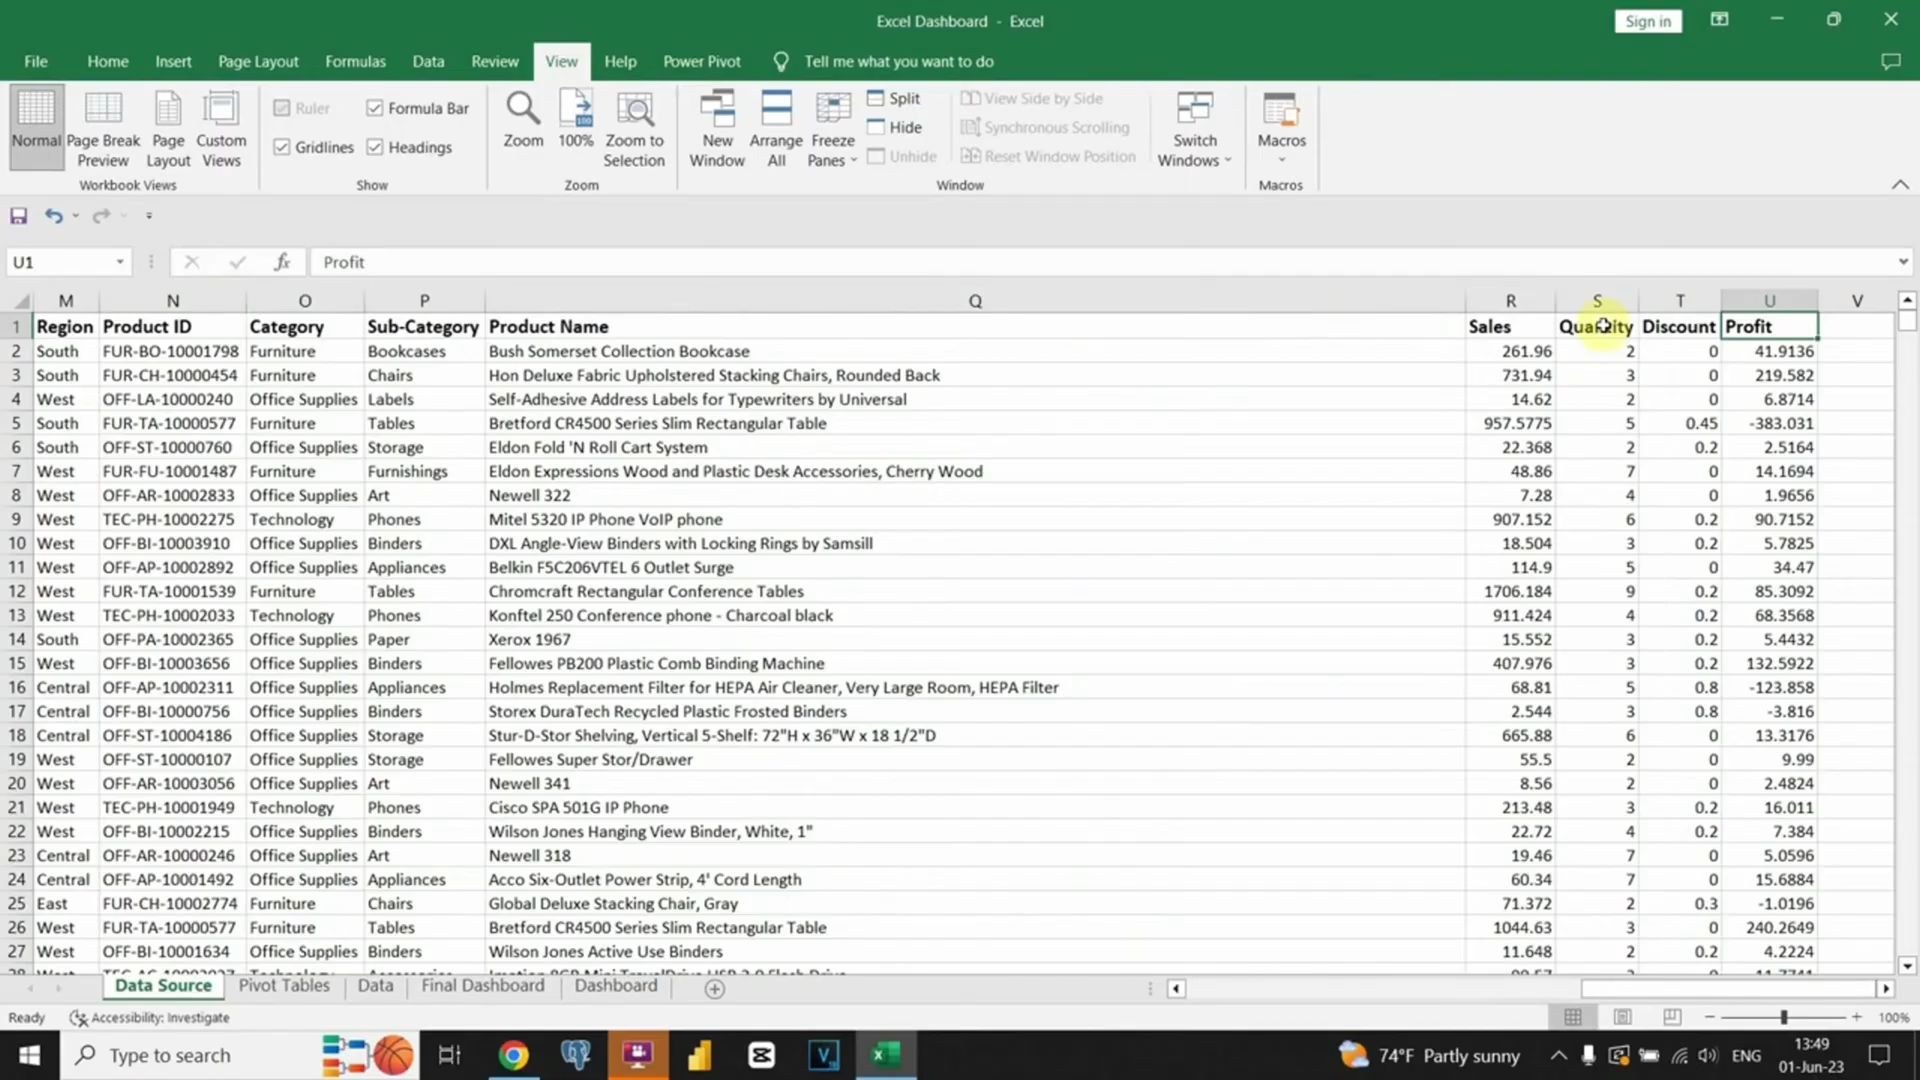 Excel Dashboard - Excel
Sign in
File Home Insert Page Layout Formulas Data Review View Help Power Pivot Tell me what you want to do
Normal
Page Break Preview
Page Layout
Custom Views
Workbook Views
Ruler
Formula Bar
Gridlines
Headings
Show
Zoom
100%
Zoom to Selection
Zoom
New Window
Arrange All
Freeze Panes
Split
Hide
Unhide
View Side by Side
Synchronous Scrolling
Reset Window Position
Window
Switch Windows
Macros
Macros
U1 fx Profit
M N O P Q R S T U V
1 Region Product ID Category Sub-Category Product Name Sales Quantity Discount Profit
2 South FUR-BO-10001798 Furniture Bookcases Bush Somerset Collection Bookcase 261.96 2 0 41.9136
3 South FUR-CH-10000454 Furniture Chairs Hon Deluxe Fabric Upholstered Stacking Chairs, Rounded Back 731.94 3 0 219.582
4 West OFF-LA-10000240 Office Supplies Labels Self-Adhesive Address Labels for Typewriters by Universal 14.62 2 0 6.8714
5 South FUR-TA-10000577 Furniture Tables Bretford CR4500 Series Slim Rectangular Table 957.5775 5 0.45 -383.031
6 South OFF-ST-10000760 Office Supplies Storage Eldon Fold 'N Roll Cart System 22.368 2 0.2 2.5164
7 West FUR-FU-10001487 Furniture Furnishings Eldon Expressions Wood and Plastic Desk Accessories, Cherry Wood 48.86 7 0 14.1694
8 West OFF-AR-10002833 Office Supplies Art Newell 322 7.28 4 0 1.9656
9 West TEC-PH-10002275 Technology Phones Mitel 5320 IP Phone VoIP phone 907.152 6 0.2 90.7152
10 West OFF-BI-10003910 Office Supplies Binders DXL Angle-View Binders with Locking Rings by Samsill 18.504 3 0.2 5.7825
11 West OFF-AP-10002892 Office Supplies Appliances Belkin F5C206VTEL 6 Outlet Surge 114.9 5 0 34.47
12 West FUR-TA-10001539 Furniture Tables Chromcraft Rectangular Conference Tables 1706.184 9 0.2 85.3092
13 West TEC-PH-10002033 Technology Phones Konftel 250 Conference phone - Charcoal black 911.424 4 0.2 68.3568
14 South OFF-PA-10002365 Office Supplies Paper Xerox 1967 15.552 3 0.2 5.4432
15 West OFF-BI-10003656 Office Supplies Binders Fellowes PB200 Plastic Comb Binding Machine 407.976 3 0.2 132.5922
16 Central OFF-AP-10002311 Office Supplies Appliances Holmes Replacement Filter for HEPA Air Cleaner, Very Large Room, HEPA Filter 68.81 5 0.8 -123.858
17 Central OFF-BI-10000756 Office Supplies Binders Storex DuraTech Recycled Plastic Frosted Binders 2.544 3 0.8 -3.816
18 Central OFF-ST-10004186 Office Supplies Storage Stur-D-Stor Shelving, Vertical 5-Shelf: 72"H x 36"W x 18 1/2"D 665.88 6 0 13.3176
19 West OFF-ST-10000107 Office Supplies Storage Fellowes Super Stor/Drawer 55.5 2 0 9.99
20 West OFF-AR-10003056 Office Supplies Art Newell 341 8.56 2 0 2.4824
21 West TEC-PH-10001949 Technology Phones Cisco SPA 501G IP Phone 213.48 3 0.2 16.011
22 West OFF-BI-10002215 Office Supplies Binders Wilson Jones Hanging View Binder, White, 1" 22.72 4 0.2 7.384
23 Central OFF-AR-10000246 Office Supplies Art Newell 318 19.46 7 0 5.0596
24 Central OFF-AP-10001492 Office Supplies Appliances Acco Six-Outlet Power Strip, 4' Cord Length 60.34 7 0 15.6884
25 East FUR-CH-10002774 Furniture Chairs Global Deluxe Stacking Chair, Gray 71.372 2 0.3 -1.0196
26 West FUR-TA-10000577 Furniture Tables Bretford CR4500 Series Slim Rectangular Table 1044.63 3 0 240.2649
27 West OFF-BI-10001634 Office Supplies Binders Wilson Jones Active Use Binders 11.648 2 0.2 4.2224
Data Source Pivot Tables Data Final Dashboard Dashboard
Ready Accessibility: Investigate 100%
Type to search 74°F Partly sunny ENG 13:49
01-Jun-23